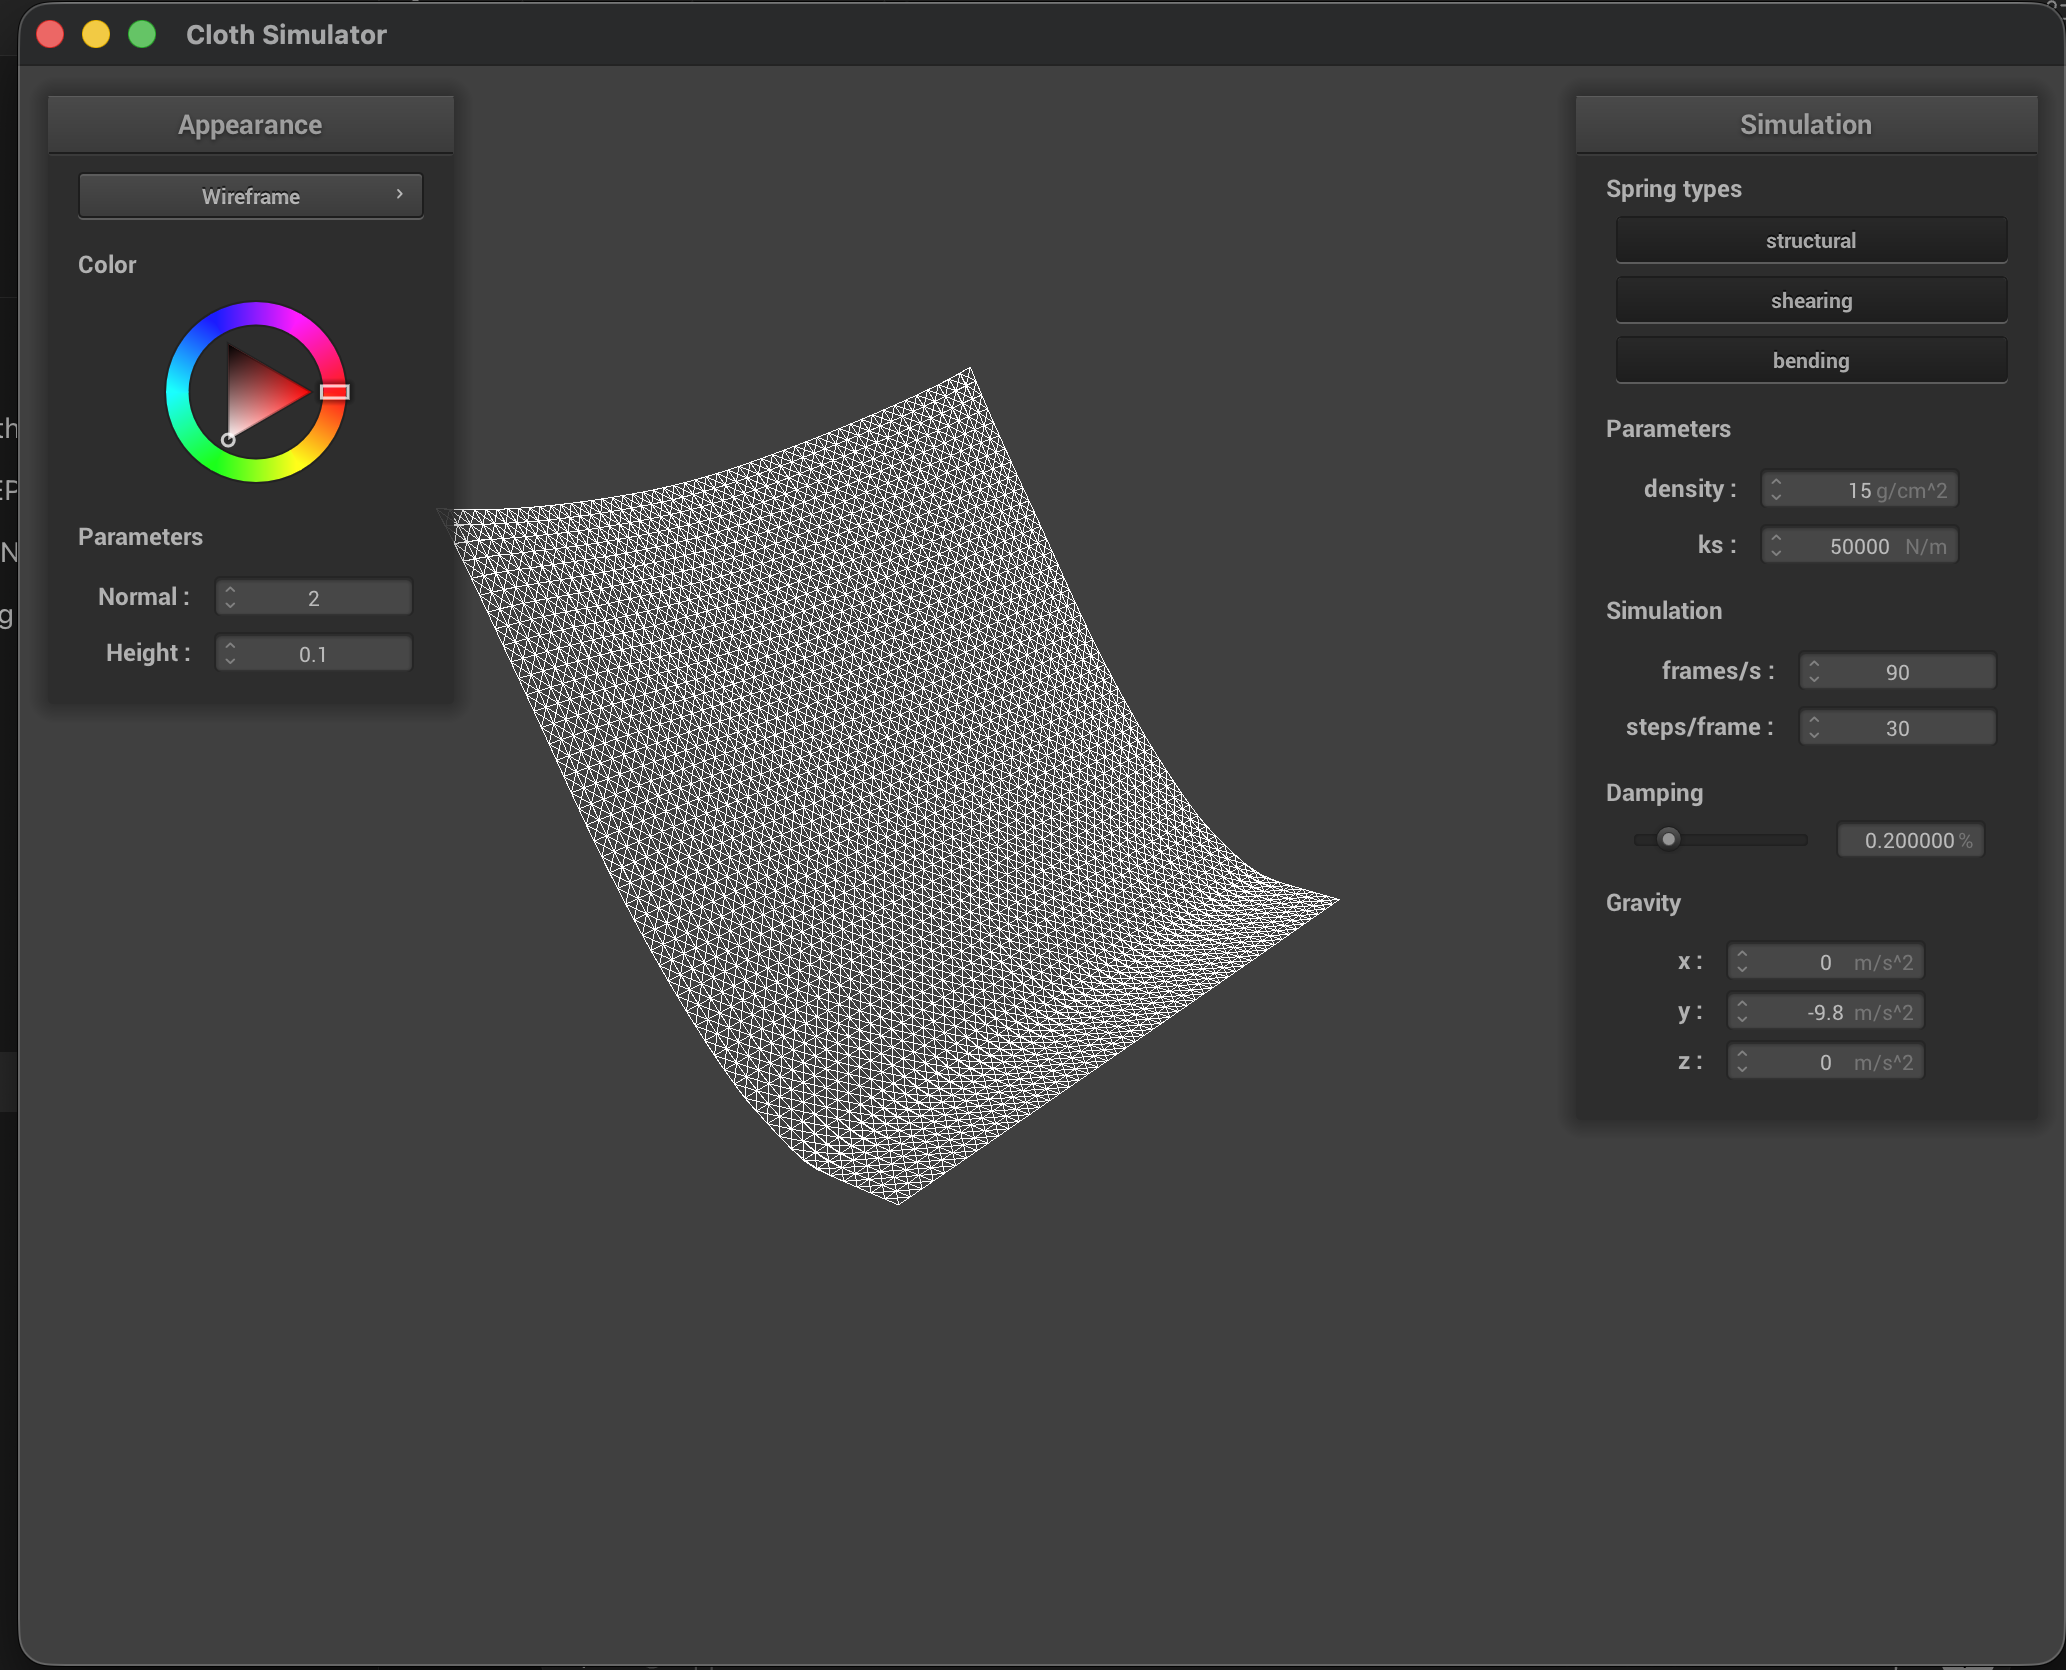 Cloth Simulator
Appearance
Wireframe
Color
Parameters
Normal : 2
Height : 0.1
Simulation
Spring types
structural
shearing
bending
Parameters
density : 15 g/cm^2
ks : 50000 N/m
Simulation
frames/s : 90
steps/frame : 30
Damping
0.200000 %
Gravity
x : 0 m/s^2
y : -9.8 m/s^2
z : 0 m/s^2